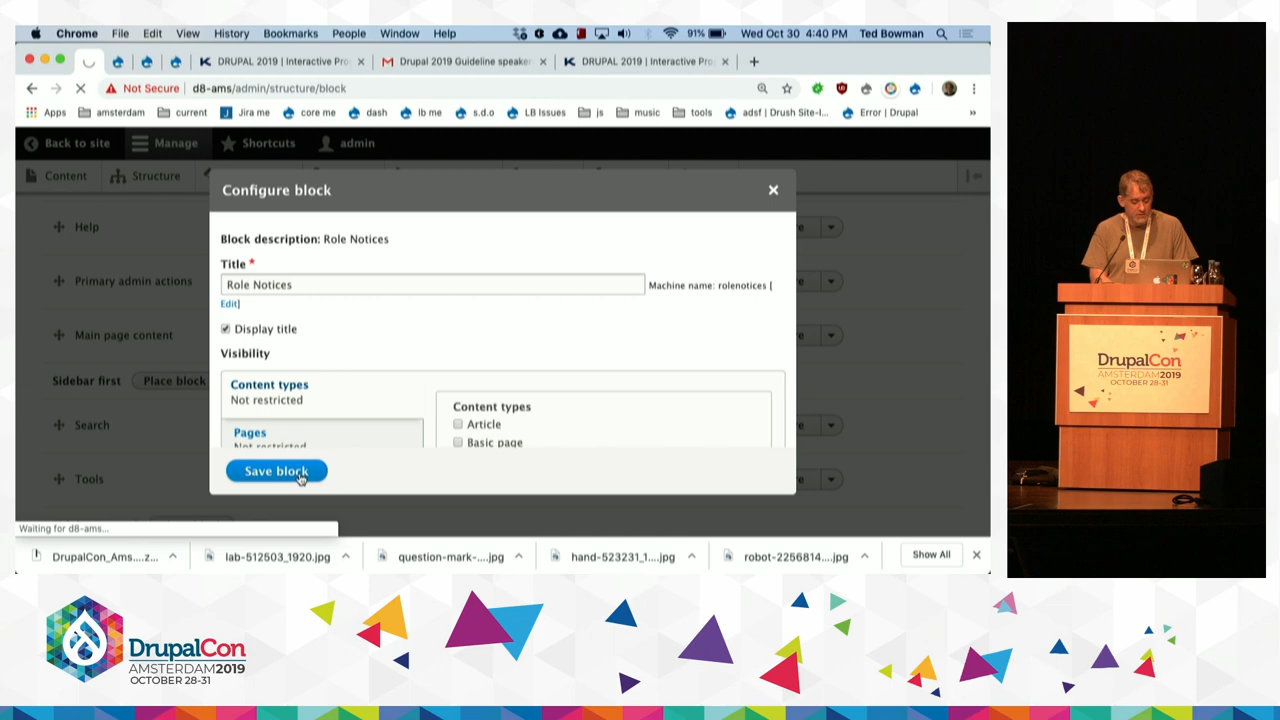 Chrome File Edit View History Bookmarks People Window Help 91% Wed Oct 30 4:40 PM Ted Bowman
DRUPAL 2019 | Interactive Pro × Drupal 2019 Guideline speake × DRUPAL 2019 | Interactive Pro × +
Not Secure | d8-ams/admin/structure/block
Apps amsterdam current Jira me core me dash lb me s.d.o LB Issues js music tools adsf | Drush Site-I... Error | Drupal »
Back to site Manage Shortcuts admin
Content Structure
Configure block
Help
Block description: Role Notices
Title *
Primary admin actions
Role Notices Machine name: rolenotices [
Edit]
Display title
Main page content
Visibility
Sidebar first Place block
Content types
Not restricted
Content types
Article
Search
Pages
Not restricted
Basic page
Save block
Tools
Waiting for d8-ams...
DrupalCon_Ams....z... lab-512503_1920.jpg question-mark-....jpg hand-523231_1....jpg robot-2256814....jpg Show All
DrupalCon
AMSTERDAM2019
OCTOBER 28-31
DrupalCon
AMSTERDAM2019
OCTOBER 28-31